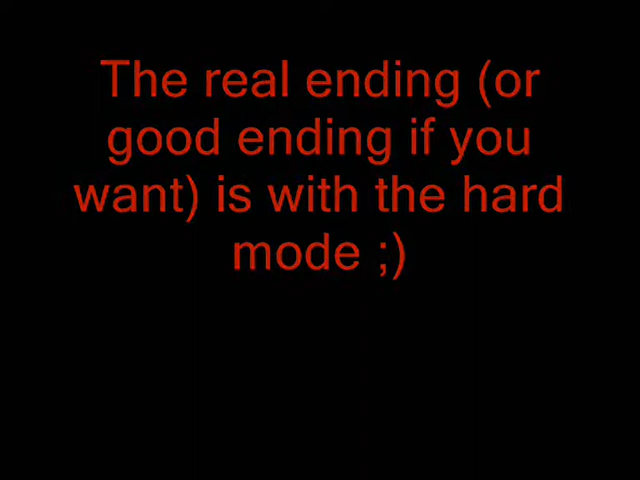 The real ending (or
good ending if you
want) is with the hard
mode ;)